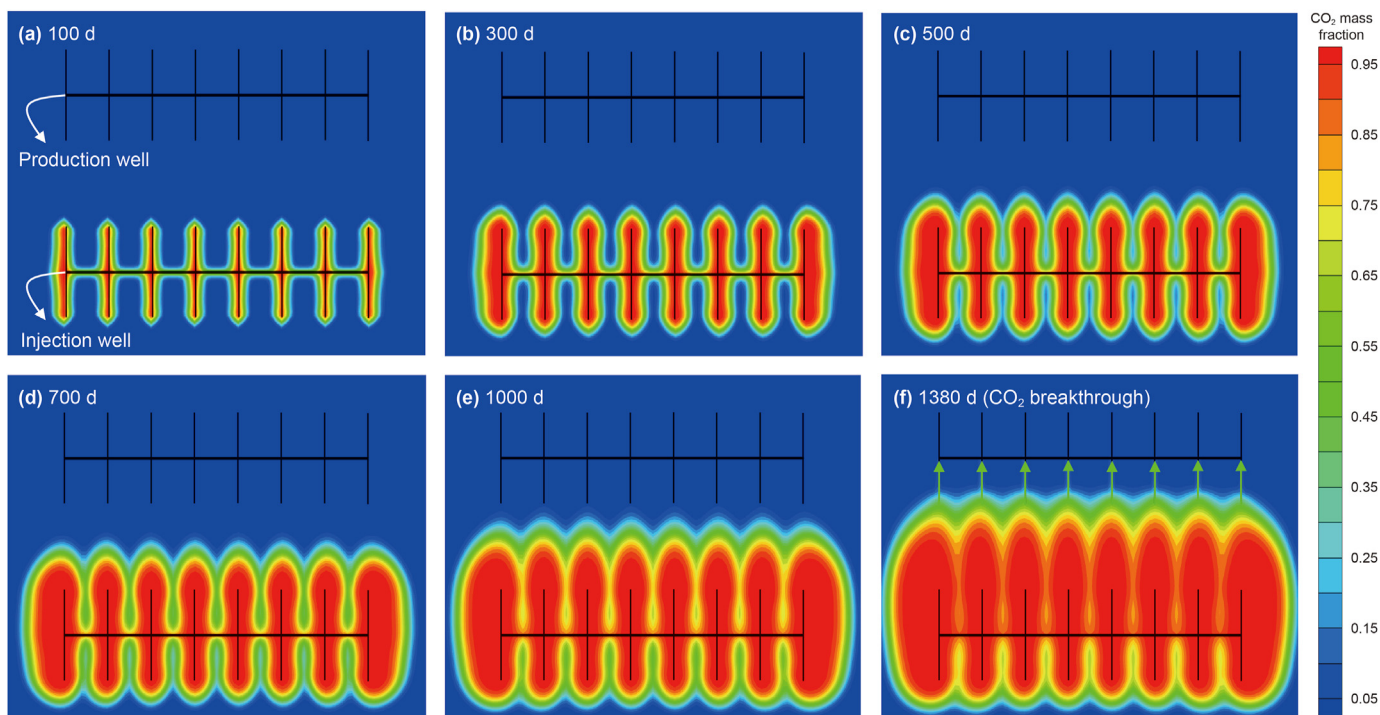 (a) 100 d
Production well
Injection well
(b) 300 d
(c) 500 d
(d) 700 d
(e) 1000 d
(f) 1380 d (CO₂ breakthrough)
CO₂ mass
fraction
0.95
0.85
0.75
0.65
0.55
0.45
0.35
0.25
0.15
0.05